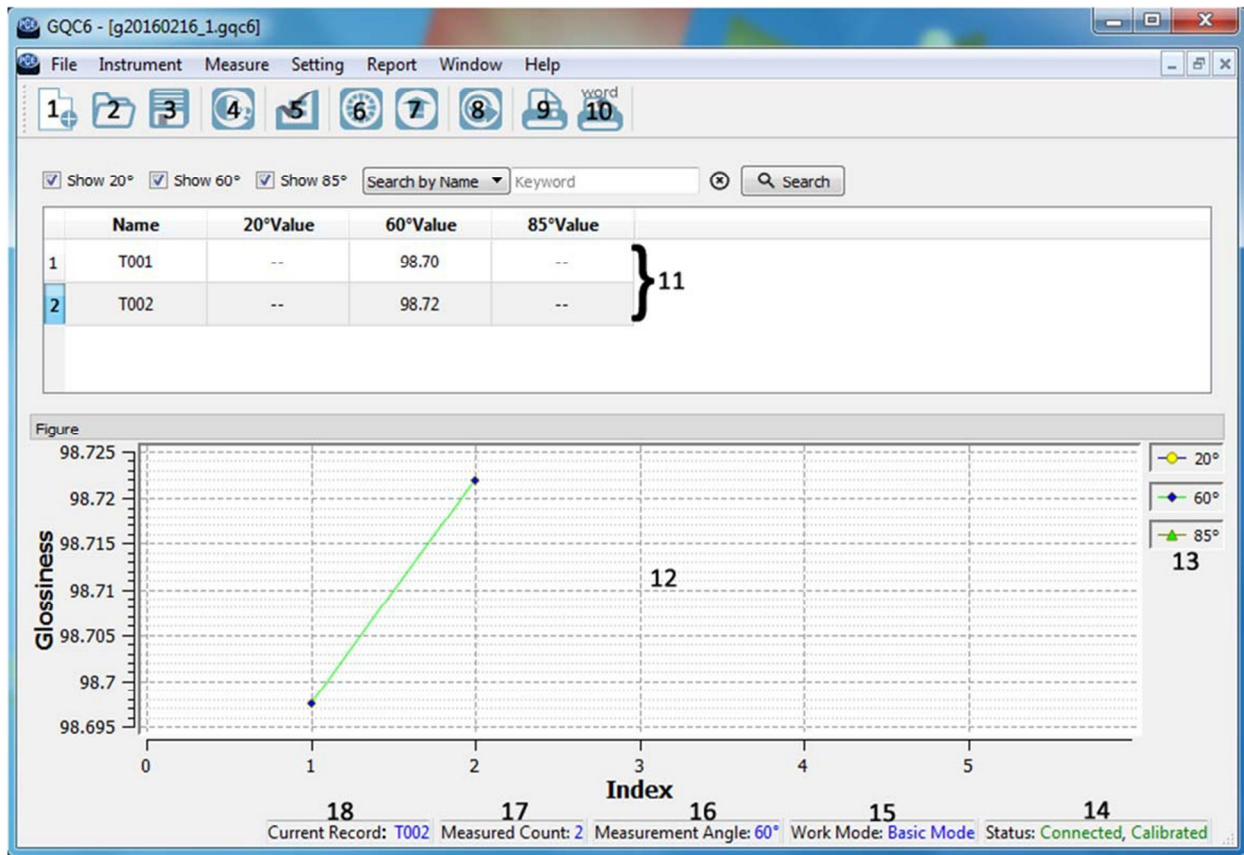 GQC6 - [g20160216_1.gqc6]
File Instrument Measure Setting Report Window Help
1 2 3 4 5 6 7 8 9 word 10
Show 20° Show 60° Show 85° Search by Name Keyword Search
Name 20°Value 60°Value 85°Value
1 T001 -- 98.70 --
2 T002 -- 98.72 --
} 11
Figure
98.725
98.72
98.715
98.71
98.705
98.7
98.695
Glossiness
12
20°
60°
85°
13
0 1 2 3 4 5
Index
18 17 16 15 14
Current Record: T002 Measured Count: 2 Measurement Angle: 60° Work Mode: Basic Mode Status: Connected, Calibrated